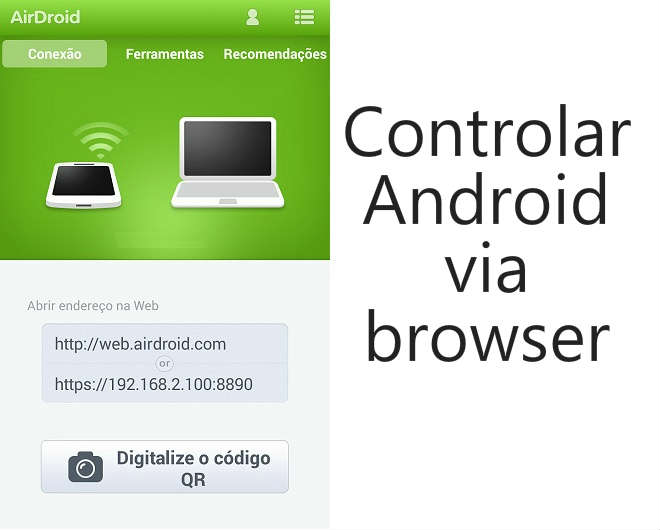 AirDroid
Conexão Ferramentas Recomendações
Abrir endereço na Web
http://web.airdroid.com
or
https://192.168.2.100:8890
Digitalize o código
QR
Controlar
Android
via
browser